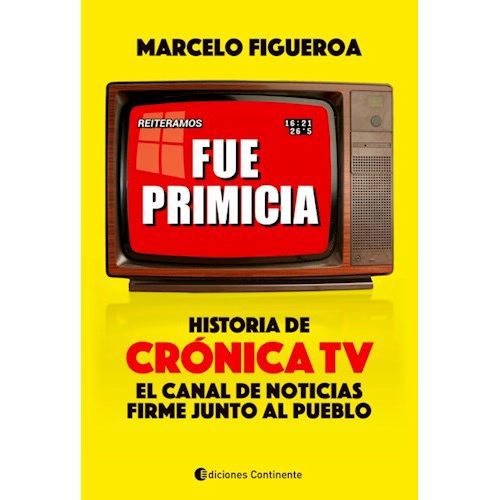 MARCELO FIGUEROA
REITERAMOS
16:21
26°5
FUE
PRIMICIA
HISTORIA DE
CRÓNICA TV
EL CANAL DE NOTICIAS
FIRME JUNTO AL PUEBLO
Ediciones Continente